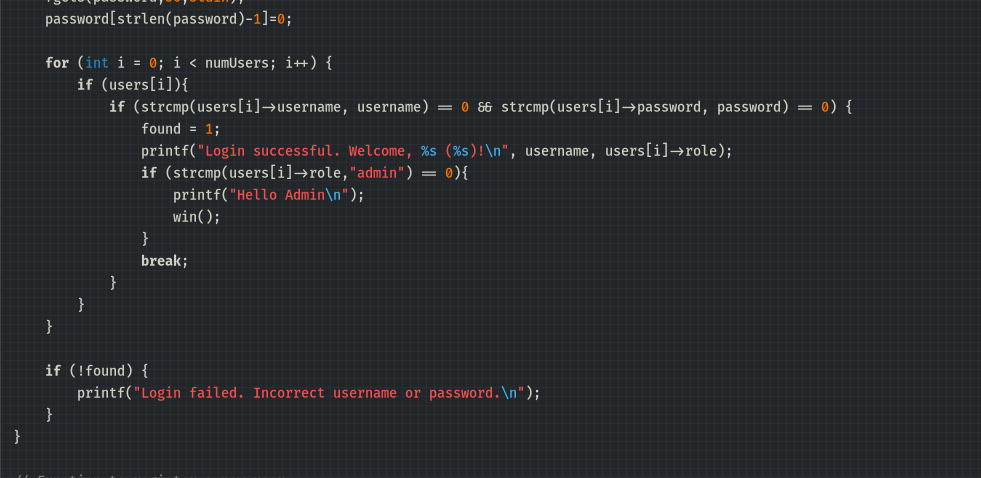 password[strlen(password)-1]=0;
for (int i = 0; i < numUsers; i++) {
if (users[i]){
if (strcmp(users[i]->username, username) == 0 && strcmp(users[i]->password, password) == 0) {
found = 1;
printf("Login successful. Welcome, %s (%s)!\n", username, users[i]->role);
if (strcmp(users[i]->role,"admin") == 0){
printf("Hello Admin\n");
win();
}
break;
}
}
}
if (!found) {
printf("Login failed. Incorrect username or password.\n");
}
}